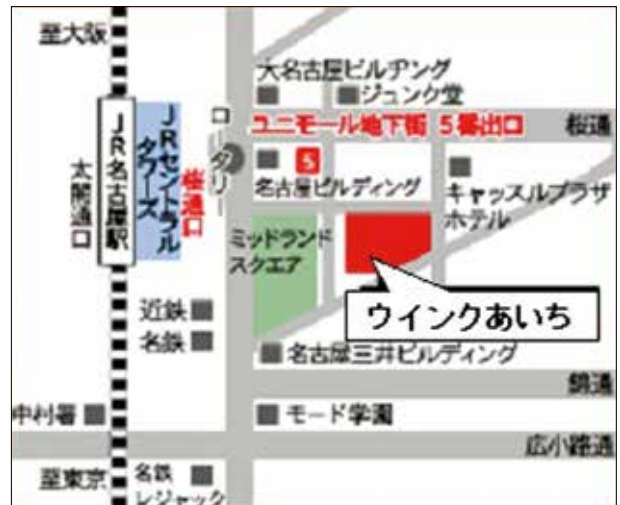 至大阪
大名古屋ビルヂング
ジュンク堂
ユニモール地下街 5番出口
桜通
JR名古屋駅
JRセントラル
タワーズ
桜通口
太閤通口
ロータリー
5
名古屋ビルディング
キャッスルプラザ
ホテル
ミッドランド
スクエア
ウインクあいち
近鉄
名鉄
名古屋三井ビルディング
錦通
中村署
モード学園
広小路通
至東京
名鉄
レジャック